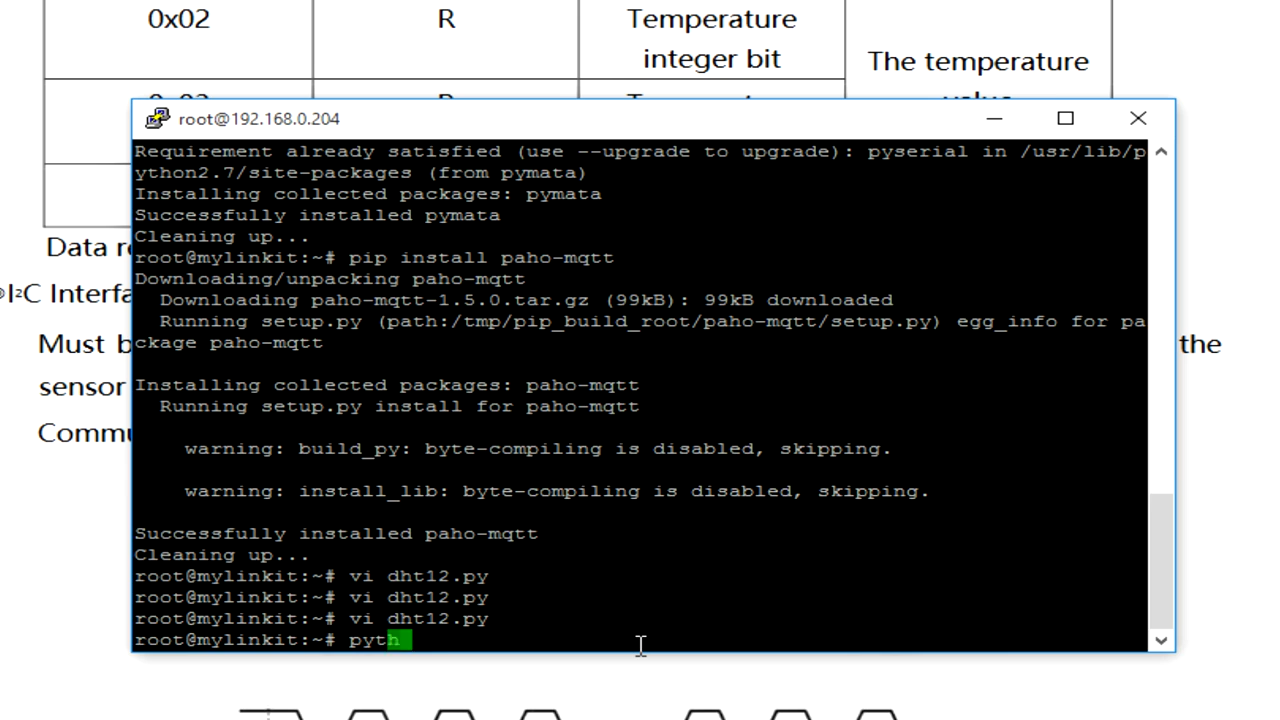 0x02
R
Temperature
integer bit
The temperature
root@192.168.0.204
Requirement already satisfied (use --upgrade to upgrade): pyserial in /usr/lib/p
ython2.7/site-packages (from pymata)
Installing collected packages: pymata
Successfully installed pymata
Cleaning up...
root@mylinkit:~# pip install paho-mqtt
Downloading/unpacking paho-mqtt
Downloading paho-mqtt-1.5.0.tar.gz (99kB): 99kB downloaded
Running setup.py (path:/tmp/pip_build_root/paho-mqtt/setup.py) egg_info for pa
ckage paho-mqtt
Installing collected packages: paho-mqtt
Running setup.py install for paho-mqtt
warning: build_py: byte-compiling is disabled, skipping.
warning: install_lib: byte-compiling is disabled, skipping.
Successfully installed paho-mqtt
Cleaning up...
root@mylinkit:~# vi dht12.py
root@mylinkit:~# vi dht12.py
root@mylinkit:~# vi dht12.py
root@mylinkit:~# pyth
Data
I²C Interfa
Must b
the
sensor
Commu